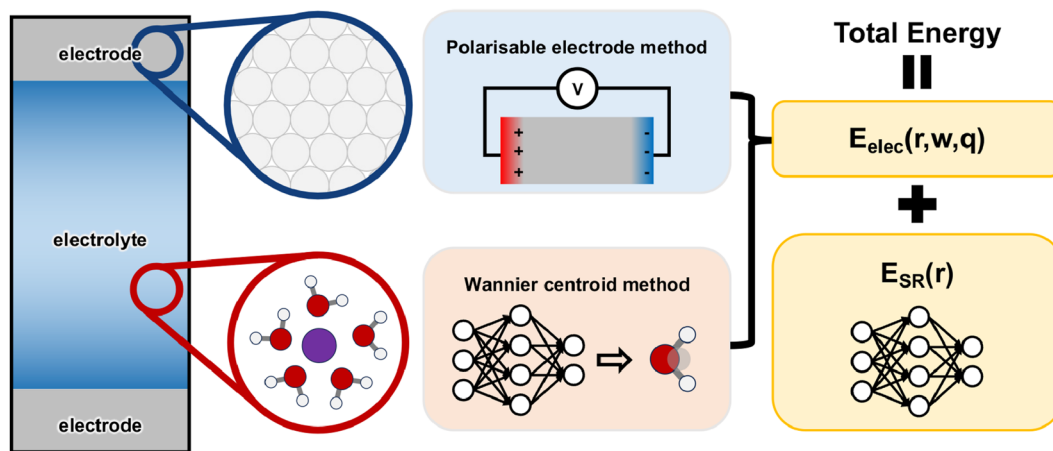 electrode
electrolyte
electrode
Polarisable electrode method
V
+ -
+ -
+ -
Wannier centroid method
Total Energy
=
E_elec(r,w,q)
+
E_SR(r)